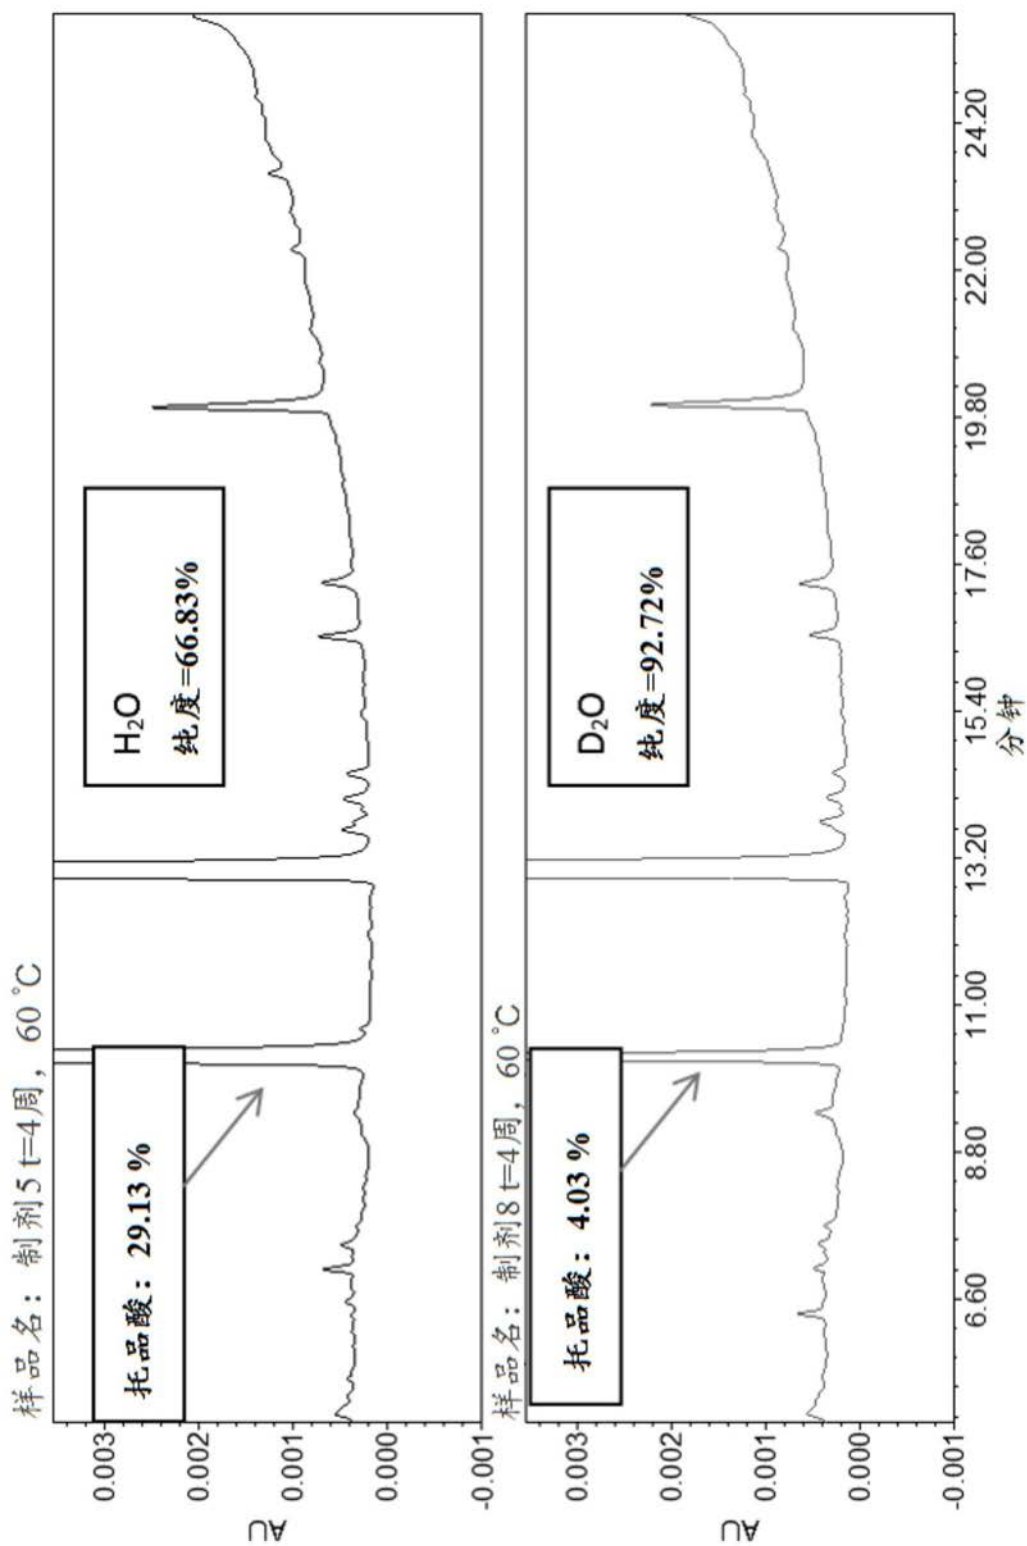 样品名：制剂5 t=4周，60 °C
托品酸：29.13 %
H₂O
纯度=66.83%
AU
0.003
0.002
0.001
0.000
-0.001
样品名：制剂8 t=4周，60 °C
托品酸：4.03 %
D₂O
纯度=92.72%
AU
0.003
0.002
0.001
0.000
-0.001
6.60 8.80 11.00 13.20 15.40 17.60 19.80 22.00 24.20
分钟